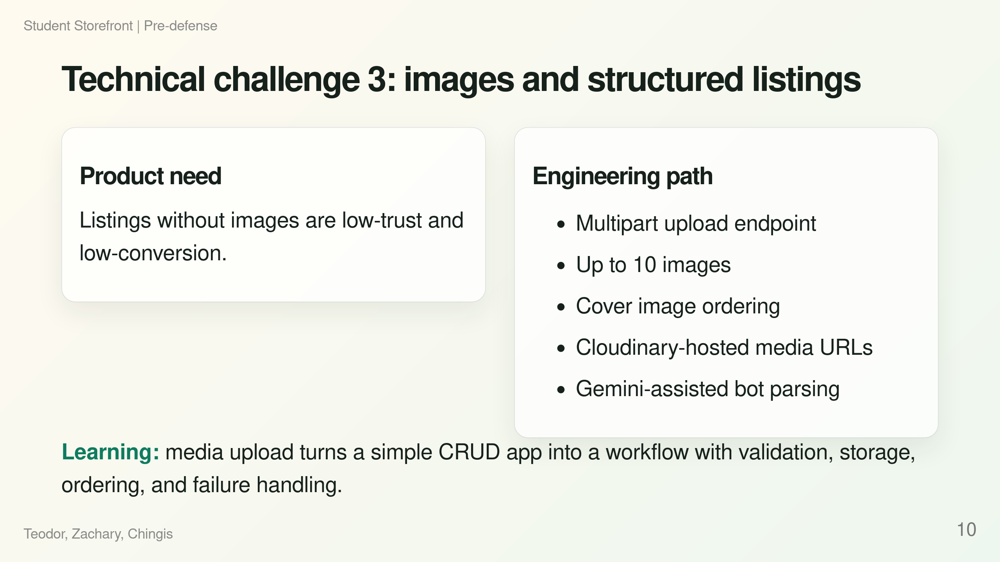 Student Storefront | Pre-defense
Technical challenge 3: images and structured listings
Product need
Listings without images are low-trust and
low-conversion.
Engineering path
• Multipart upload endpoint
• Up to 10 images
• Cover image ordering
• Cloudinary-hosted media URLs
• Gemini-assisted bot parsing
Learning: media upload turns a simple CRUD app into a workflow with validation, storage,
ordering, and failure handling.
Teodor, Zachary, Chingis
10